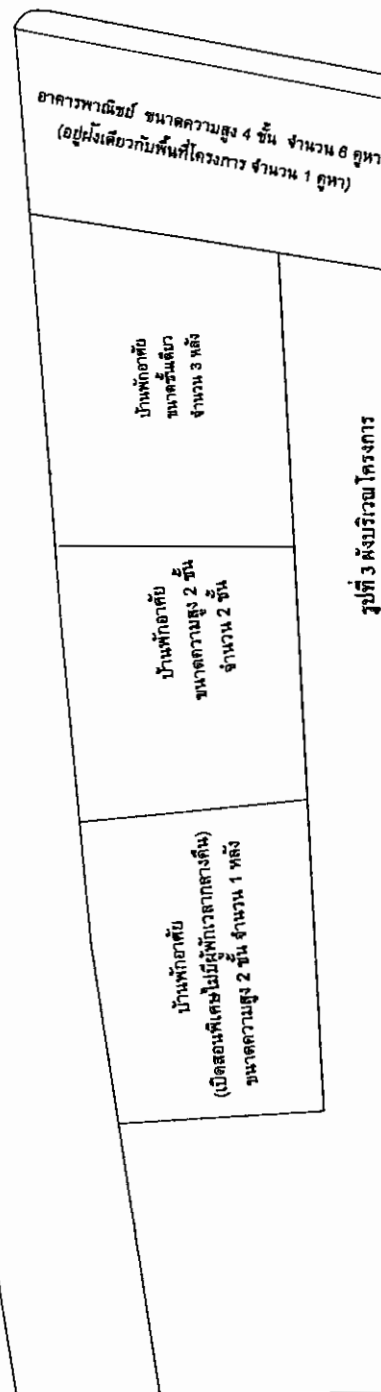 อาคารพาณิชย์ ขนาดความสูง 4 ชั้น จำนวน 6 คูหา
(อยู่ฝั่งเดียวกับพื้นที่โครงการ จำนวน 1 คูหา)
บ้านพักอาศัย
ขนาดชั้นเดียว
จำนวน 3 หลัง
บ้านพักอาศัย
ขนาดความสูง 2 ชั้น
จำนวน 2 ชั้น
บ้านพักอาศัย
(เปิดสอนพิเศษไม่มีผู้พักเวลากลางคืน)
ขนาดความสูง 2 ชั้น จำนวน 1 หลัง
รูปที่ 3 ผังบริเวณโครงการ